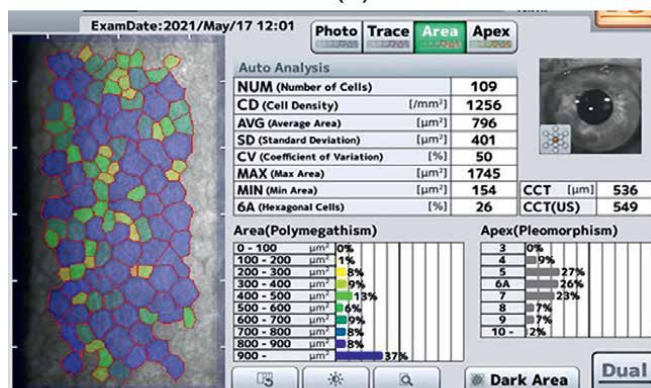 ExamDate:2021/May/17 12:01
Photo Trace Area Apex
Auto Analysis
NUM (Number of Cells) 109
CD (Cell Density) [/mm²] 1256
AVG (Average Area) [µm²] 796
SD (Standard Deviation) [µm²] 401
CV (Coefficient of Variation) [%] 50
MAX (Max Area) [µm²] 1745
MIN (Min Area) [µm²] 154
6A (Hexagonal Cells) [%] 26
CCT [µm] 536
CCT(US) 549
Area(Polymegathism)
0 - 100 µm² 0%
100 - 200 µm² 1%
200 - 300 µm² 8%
300 - 400 µm² 9%
400 - 500 µm² 13%
500 - 600 µm² 6%
600 - 700 µm² 9%
700 - 800 µm² 8%
800 - 900 µm² 8%
900 - µm² 37%
Apex(Pleomorphism)
3 0%
4 9%
5 27%
6A 26%
7 23%
8 7%
9 7%
10 - 2%
Dark Area
Dual